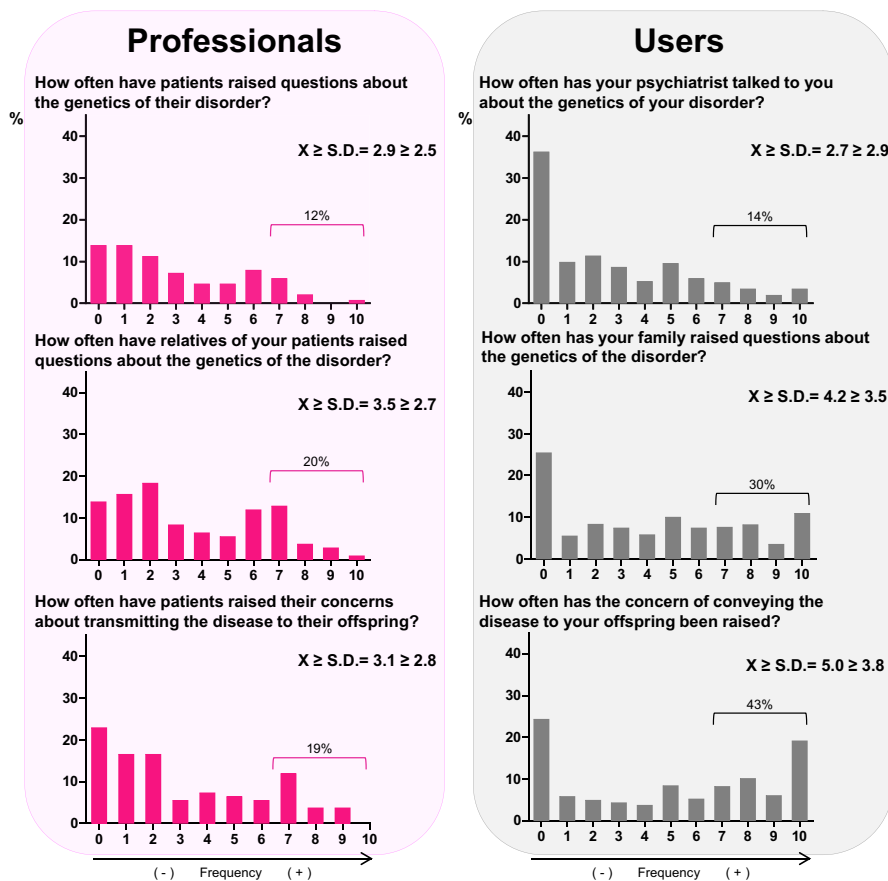 Professionals
How often have patients raised questions about
the genetics of their disorder?
%
X ≥ S.D.= 2.9 ≥ 2.5
12%
40
30
20
10
0
0 1 2 3 4 5 6 7 8 9 10
How often have relatives of your patients raised
questions about the genetics of the disorder?
X ≥ S.D.= 3.5 ≥ 2.7
20%
40
30
20
10
0
0 1 2 3 4 5 6 7 8 9 10
How often have patients raised their concerns
about transmitting the disease to their offspring?
X ≥ S.D.= 3.1 ≥ 2.8
19%
40
30
20
10
0
0 1 2 3 4 5 6 7 8 9 10
( - ) Frequency ( + )
Users
How often has your psychiatrist talked to you
about the genetics of your disorder?
%
X ≥ S.D.= 2.7 ≥ 2.9
14%
40
30
20
10
0
0 1 2 3 4 5 6 7 8 9 10
How often has your family raised questions about
the genetics of the disorder?
X ≥ S.D.= 4.2 ≥ 3.5
30%
40
30
20
10
0
0 1 2 3 4 5 6 7 8 9 10
How often has the concern of conveying the
disease to your offspring been raised?
X ≥ S.D.= 5.0 ≥ 3.8
43%
40
30
20
10
0
0 1 2 3 4 5 6 7 8 9 10
( - ) Frequency ( + )